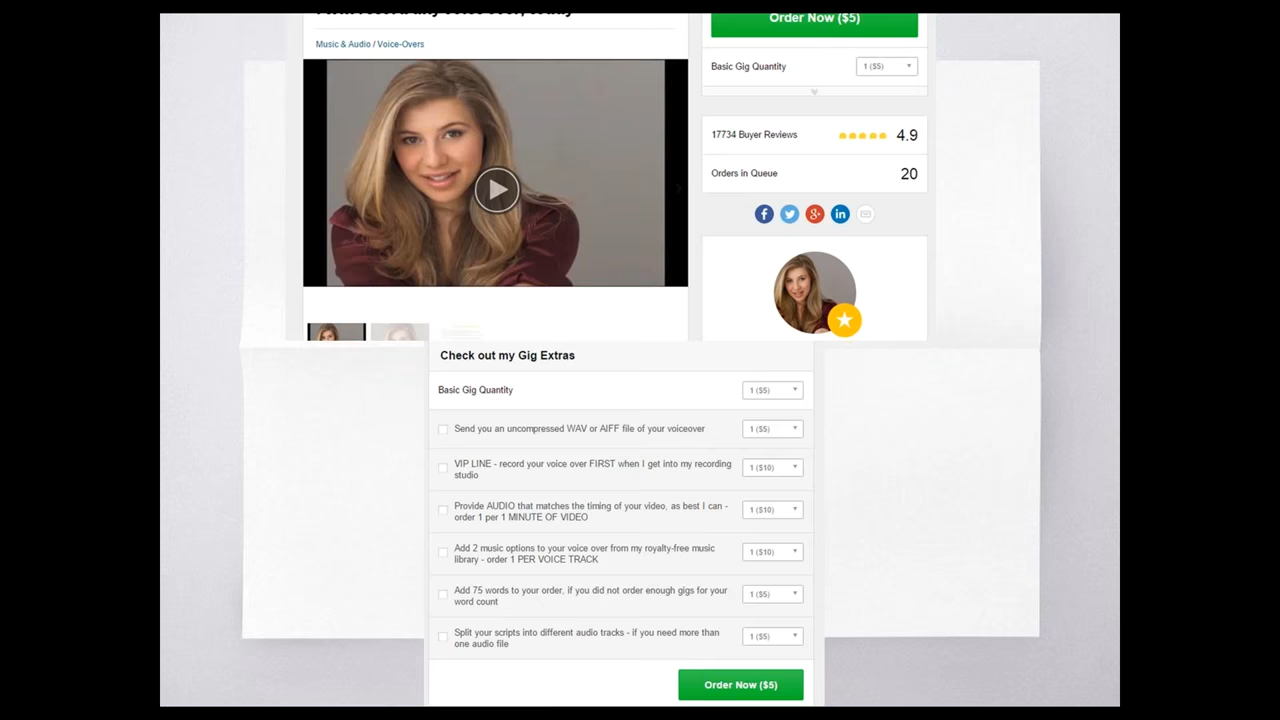 Order Now ($5)
Music & Audio / Voice-Overs
Basic Gig Quantity
1 ($5)
17734 Buyer Reviews
4.9
Orders in Queue
20
Check out my Gig Extras
Basic Gig Quantity
1 ($5)
Send you an uncompressed WAV or AIFF file of your voiceover
1 ($5)
VIP LINE - record your voice over FIRST when I get into my recording
studio
1 ($10)
Provide AUDIO that matches the timing of your video, as best I can -
order 1 per 1 MINUTE OF VIDEO
1 ($10)
Add 2 music options to your voice over from my royalty-free music
library - order 1 PER VOICE TRACK
1 ($10)
Add 75 words to your order, if you did not order enough gigs for your
word count
1 ($5)
Split your scripts into different audio tracks - if you need more than
one audio file
1 ($5)
Order Now ($5)